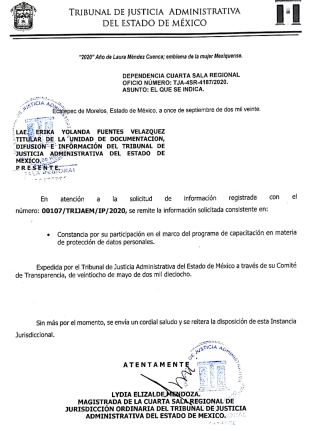 TRIBUNAL DE JUSTICIA ADMINISTRATIVA
DEL ESTADO DE MÉXICO
"2020" Año de Laura Méndez Cuenca; emblema de la mujer Mexiquense.
DEPENDENCIA CUARTA SALA REGIONAL
OFICIO NÚMERO: TJA-4SR-4187/2020.
ASUNTO: EL QUE SE INDICA.
Ecatepec de Morelos, Estado de México, a once de septiembre de dos mil veinte.
LAE. ERIKA YOLANDA FUENTES VELAZQUEZ
TITULAR DE LA UNIDAD DE DOCUMENTACION,
DIFUSION E INFORMACIÓN DEL TRIBUNAL DE
JUSTICIA ADMINISTRATIVA DEL ESTADO DE
MEXICO.
P R E S E N T E.
En atención a la solicitud de información registrada con el
número: 00107/TRIJAEM/IP/2020, se remite la información solicitada consistente en:
• Constancia por su participación en el marco del programa de capacitación en materia
de protección de datos personales.
Expedida por el Tribunal de Justicia Administrativa del Estado de México a través de su Comité
de Transparencia, de veintiocho de mayo de dos mil dieciocho.
Sin más por el momento, se envía un cordial saludo y se reitera la disposición de esta Instancia
Jurisdiccional.
A T E N T A M E N T E
LYDIA ELIZALDE MENDOZA.
MAGISTRADA DE LA CUARTA SALA REGIONAL DE
JURISDICCIÓN ORDINARIA DEL TRIBUNAL DE JUSTICIA
ADMINISTRATIVA DEL ESTADO DE MEXICO.